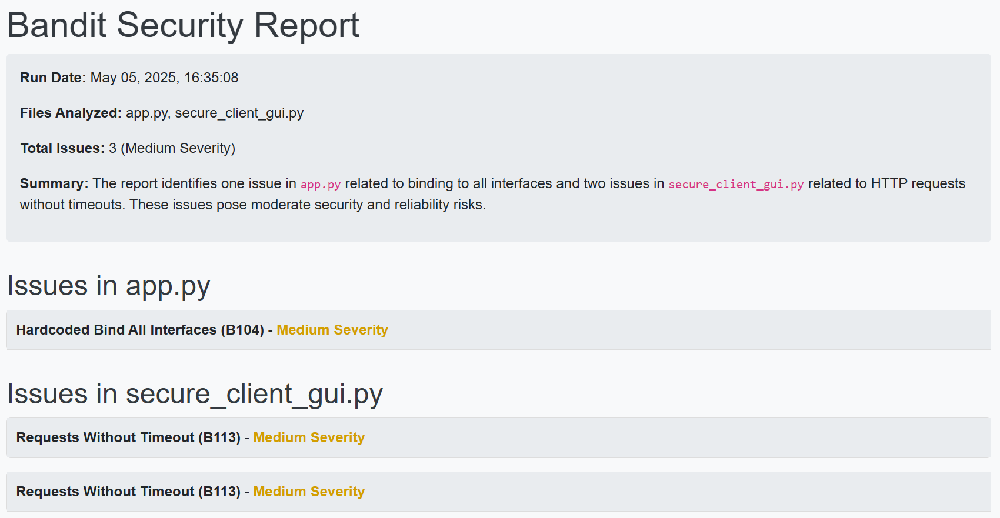 Bandit Security Report
Run Date: May 05, 2025, 16:35:08
Files Analyzed: app.py, secure_client_gui.py
Total Issues: 3 (Medium Severity)
Summary: The report identifies one issue in app.py related to binding to all interfaces and two issues in secure_client_gui.py related to HTTP requests
without timeouts. These issues pose moderate security and reliability risks.
Issues in app.py
Hardcoded Bind All Interfaces (B104) - Medium Severity
Issues in secure_client_gui.py
Requests Without Timeout (B113) - Medium Severity
Requests Without Timeout (B113) - Medium Severity